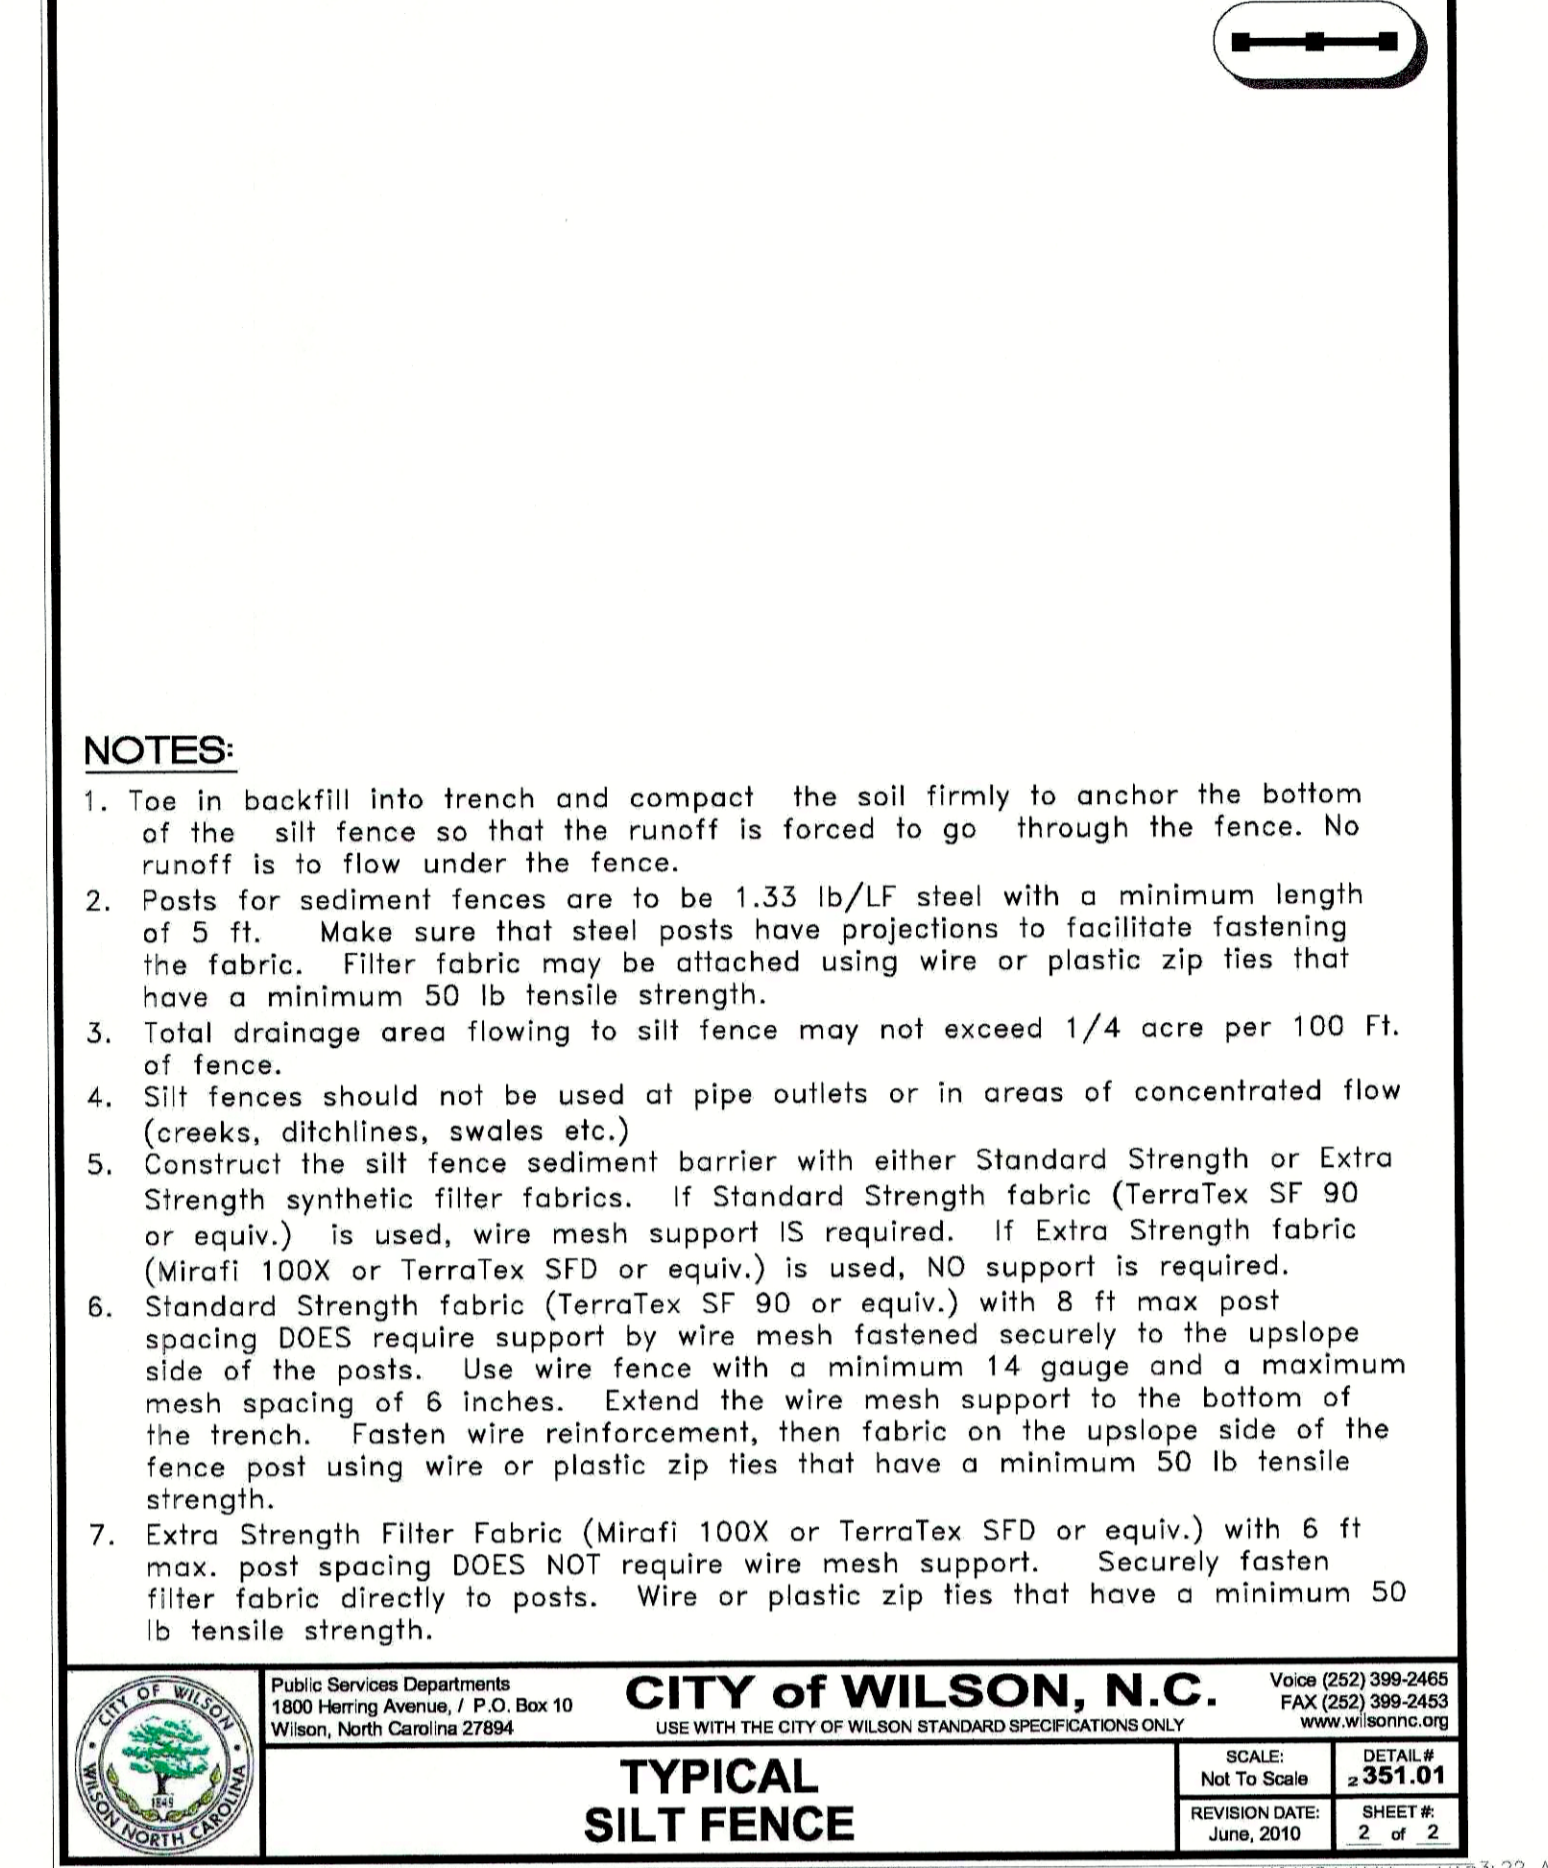 NOTES:
1. Toe in backfill into trench and compact the soil firmly to anchor the bottom
of the silt fence so that the runoff is forced to go through the fence. No
runoff is to flow under the fence.
2. Posts for sediment fences are to be 1.33 lb/LF steel with a minimum length
of 5 ft. Make sure that steel posts have projections to facilitate fastening
the fabric. Filter fabric may be attached using wire or plastic zip ties that
have a minimum 50 lb tensile strength.
3. Total drainage area flowing to silt fence may not exceed 1/4 acre per 100 Ft.
of fence.
4. Silt fences should not be used at pipe outlets or in areas of concentrated flow
(creeks, ditchlines, swales etc.)
5. Construct the silt fence sediment barrier with either Standard Strength or Extra
Strength synthetic filter fabrics. If Standard Strength fabric (TerraTex SF 90
or equiv.) is used, wire mesh support IS required. If Extra Strength fabric
(Mirafi 100X or TerraTex SFD or equiv.) is used, NO support is required.
6. Standard Strength fabric (TerraTex SF 90 or equiv.) with 8 ft max post
spacing DOES require support by wire mesh fastened securely to the upslope
side of the posts. Use wire fence with a minimum 14 gauge and a maximum
mesh spacing of 6 inches. Extend the wire mesh support to the bottom of
the trench. Fasten wire reinforcement, then fabric on the upslope side of the
fence post using wire or plastic zip ties that have a minimum 50 lb tensile
strength.
7. Extra Strength Filter Fabric (Mirafi 100X or TerraTex SFD or equiv.) with 6 ft
max. post spacing DOES NOT require wire mesh support. Securely fasten
filter fabric directly to posts. Wire or plastic zip ties that have a minimum 50
lb tensile strength.
CITY OF WILSON
WILSON NORTH CAROLINA
1849
Public Services Departments
1800 Herring Avenue, / P.O. Box 10
Wilson, North Carolina 27894
CITY of WILSON, N.C.
USE WITH THE CITY OF WILSON STANDARD SPECIFICATIONS ONLY
Voice (252) 399-2465
FAX (252) 399-2453
www.wilsonnc.org
TYPICAL
SILT FENCE
SCALE:
Not To Scale
DETAIL#
2 351.01
REVISION DATE:
June, 2010
SHEET #:
2 of 2